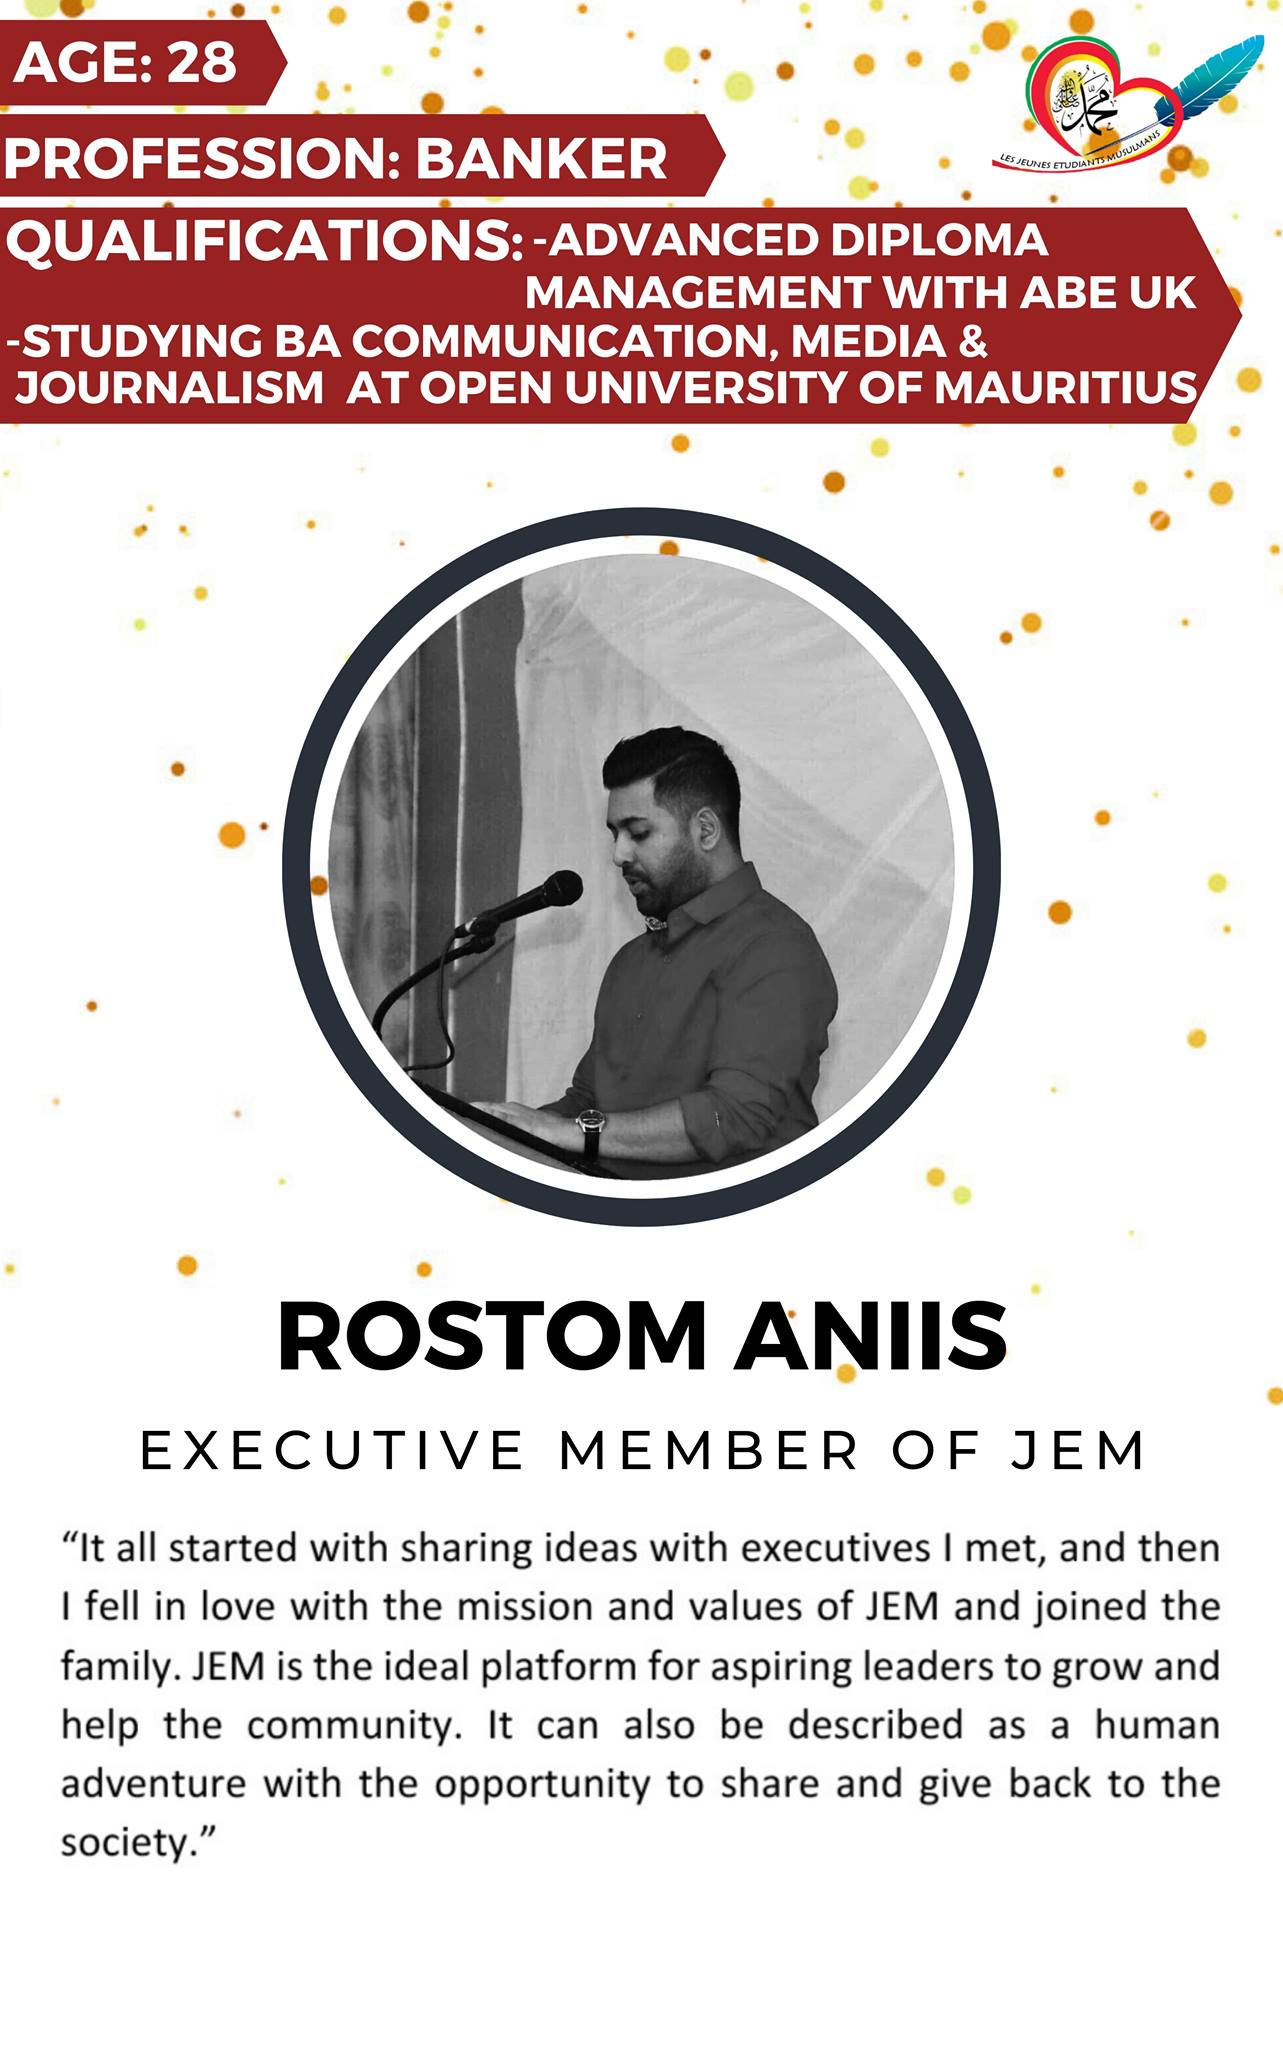 AGE: 28
PROFESSION: BANKER
QUALIFICATIONS: -ADVANCED DIPLOMA
MANAGEMENT WITH ABE UK
-STUDYING BA COMMUNICATION, MEDIA &
JOURNALISM AT OPEN UNIVERSITY OF MAURITIUS
محمد
LES JEUNES ETUDIANTS MUSULMANS
ROSTOM ANIIS
EXECUTIVE MEMBER OF JEM
“It all started with sharing ideas with executives I met, and then
I fell in love with the mission and values of JEM and joined the
family. JEM is the ideal platform for aspiring leaders to grow and
help the community. It can also be described as a human
adventure with the opportunity to share and give back to the
society.”